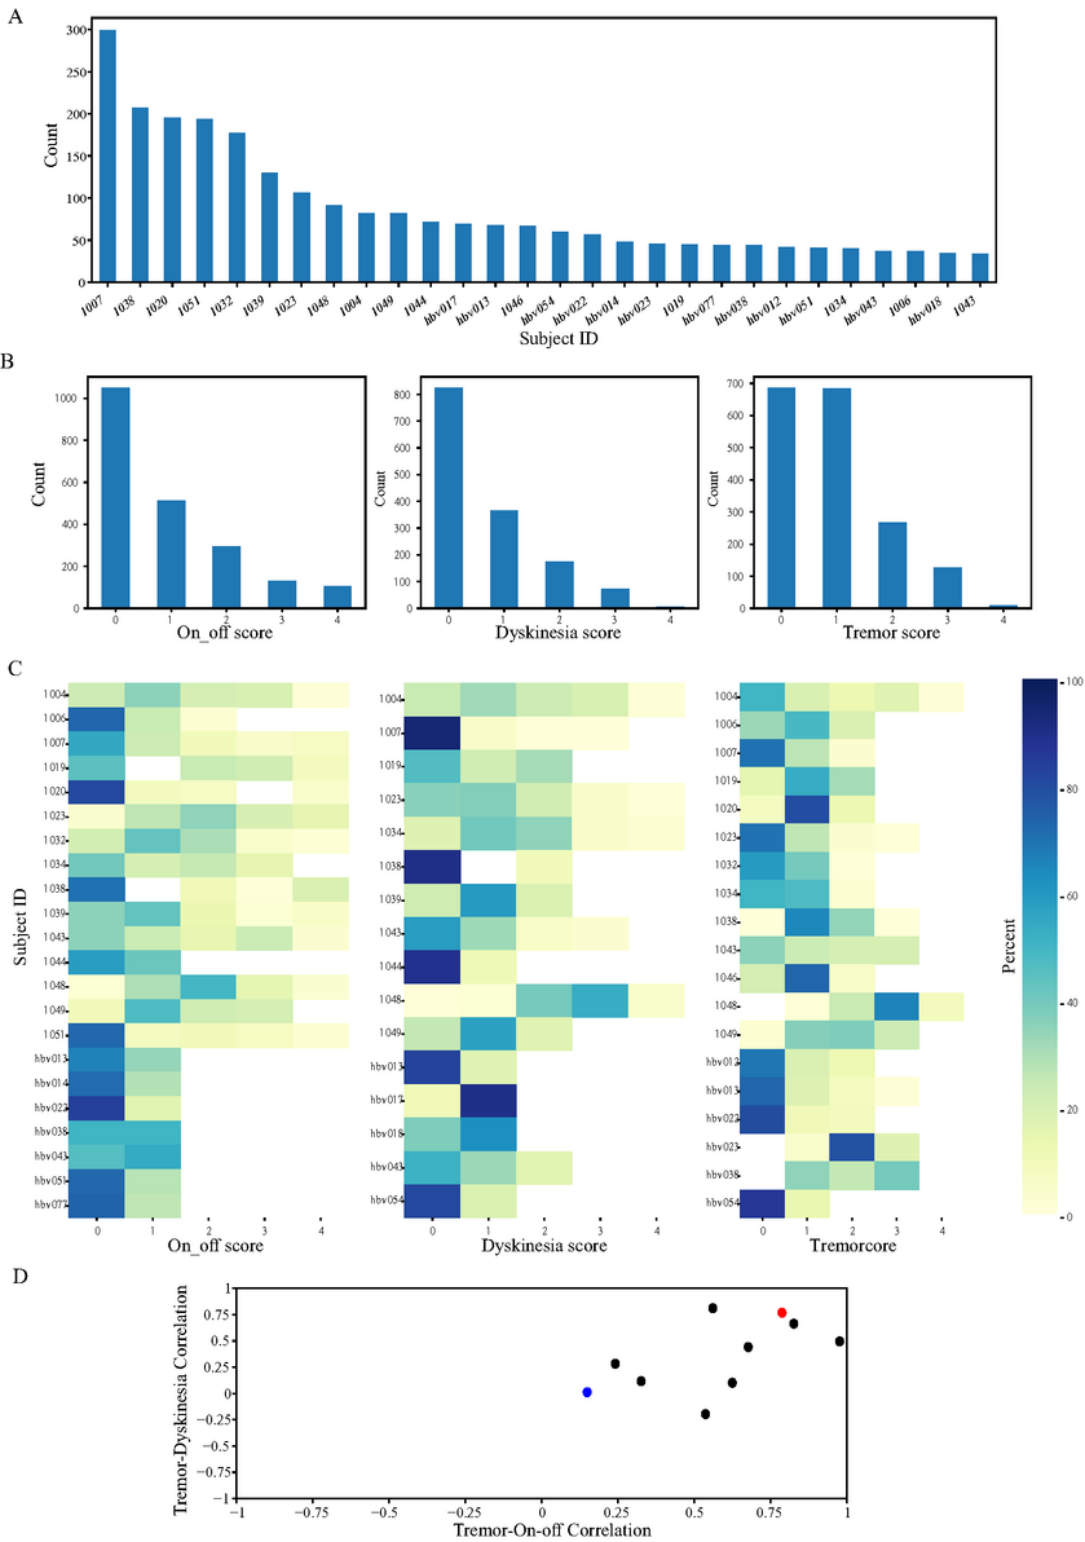 A
300
250
200
150
100
50
0
Count
1007 1038 1020 1051 1032 1039 1023 1048 1004 1049 1044 hbv017 hbv013 1046 hbv054 hbv022 hbv014 hbv023 1019 hbv077 hbv038 hbv012 hbv051 1034 hbv043 1006 hbv018 1043
Subject ID
B
1000
800
600
400
200
0
Count
0 1 2 3 4
On_off score
800
700
600
500
400
300
200
100
0
Count
0 1 2 3 4
Dyskinesia score
700
600
500
400
300
200
100
0
Count
0 1 2 3 4
Tremor score
C
Subject ID
1004
1006
1007
1019
1020
1023
1032
1034
1038
1039
1043
1044
1048
1049
1051
hbv013
hbv014
hbv022
hbv038
hbv043
hbv051
hbv077
0 1 2 3 4
On_off score
1004
1007
1019
1023
1034
1038
1039
1043
1044
1048
1049
hbv013
hbv017
hbv018
hbv043
hbv054
0 1 2 3 4
Dyskinesia score
1004
1006
1007
1019
1020
1023
1032
1034
1038
1043
1046
1048
1049
hbv012
hbv013
hbv022
hbv023
hbv038
hbv054
0 1 2 3 4
Tremorcore
100
80
60
40
20
0
Percent
D
1
0.75
0.5
0.25
0
−0.25
−0.5
−0.75
−1
Tremor-Dyskinesia Correlation
−1 −0.75 −0.5 −0.25 0 0.25 0.5 0.75 1
Tremor-On-off Correlation